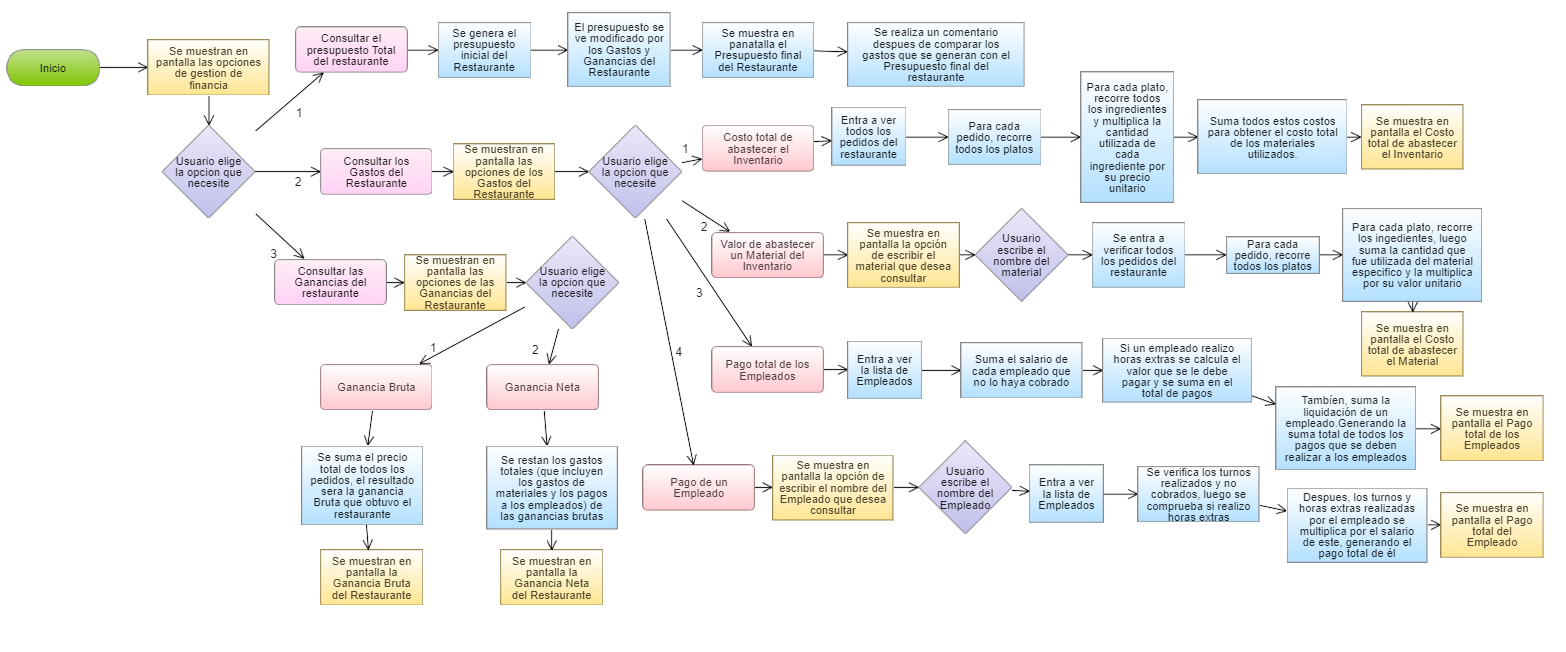 Inicio
Se muestran en
pantalla las opciones
de gestion de
financia
Usuario elige
la opcion que
necesite
1
Consultar el
presupuesto Total
del restaurante
Se genera el
presupuesto
inicial del
Restaurante
El presupuesto se
ve modificado por
los Gastos y
Ganancias del
Restaurante
Se muestra en
panatalla el
Presupuesto final
del Restaurante
Se realiza un comentario
despues de comparar los
gastos que se generan con el
Presupuesto final del
restaurante
2
Consultar los
Gastos del
Restaurante
Se muestran en
pantalla las
opciones de los
Gastos del
Restaurante
Usuario elige
la opcion que
necesite
1
Costo total de
abastecer el
Inventario
Entra a ver
todos los
pedidos del
restaurante
Para cada
pedido, recorre
todos los platos
Para cada plato,
recorre todos
los ingredientes
y multiplica la
cantidad
utilizada de
cada
ingrediente por
su precio
unitario
Suma todos estos costos
para obtener el costo total
de los materiales
utilizados.
Se muestra en
pantalla el Costo
total de abastecer
el Inventario
2
Valor de abastecer
un Material del
Inventario
Se muestra en
pantalla la opción
de escribir el
material que desea
consultar
Usuario
escribe el
nombre del
material
Se entra a
verificar todos
los pedidos del
restaurante
Para cada
pedido, recorre
todos los platos
Para cada plato, recorre
los ingedientes, luego
suma la cantidad que
fue utilizada del material
especifico y la multiplica
por su valor unitario
Se muestra en
pantalla el Costo
total de abastecer
el Material
3
Pago total de los
Empleados
Entra a ver
la lista de
Empleados
Suma el salario de
cada empleado que
no lo haya cobrado
Si un empleado realizo
horas extras se calcula el
valor que se le debe
pagar y se suma en el
total de pagos
Tambíen, suma la
liquidación de un
empleado.Generando la
suma total de todos los
pagos que se deben
realizar a los empleados
Se muestra en
pantalla el Pago
total de los
Empleados
4
Pago de un
Empleado
Se muestra en
pantalla la opción de
escribir el nombre del
Empleado que desea
consultar
Usuario
escribe el
nombre del
Empleado
Entra a ver
la lista de
Empleados
Se verifica los turnos
realizados y no
cobrados, luego se
comprueba si realizo
horas extras
Despues, los turnos y
horas extras realizadas
por el empleado se
multiplica por el salario
de este, generando el
pago total de él
Se muestra en
pantalla el Pago
total del
Empleado
3
Consultar las
Ganancias del
restaurante
Se muestran en
pantalla las
opciones de las
Ganancias del
Restaurante
Usuario elige
la opcion que
necesite
1
Ganancia Bruta
Se suma el precio
total de todos los
pedidos, el resultado
sera la ganancia
Bruta que obtuvo el
restaurante
Se muestran en
pantalla la
Ganancia Bruta
del Restaurante
2
Ganancia Neta
Se restan los gastos
totales (que incluyen
los gastos de
materiales y los pagos
a los empleados) de
las ganancias brutas
Se muestran en
pantalla la
Ganancia Neta
del Restaurante